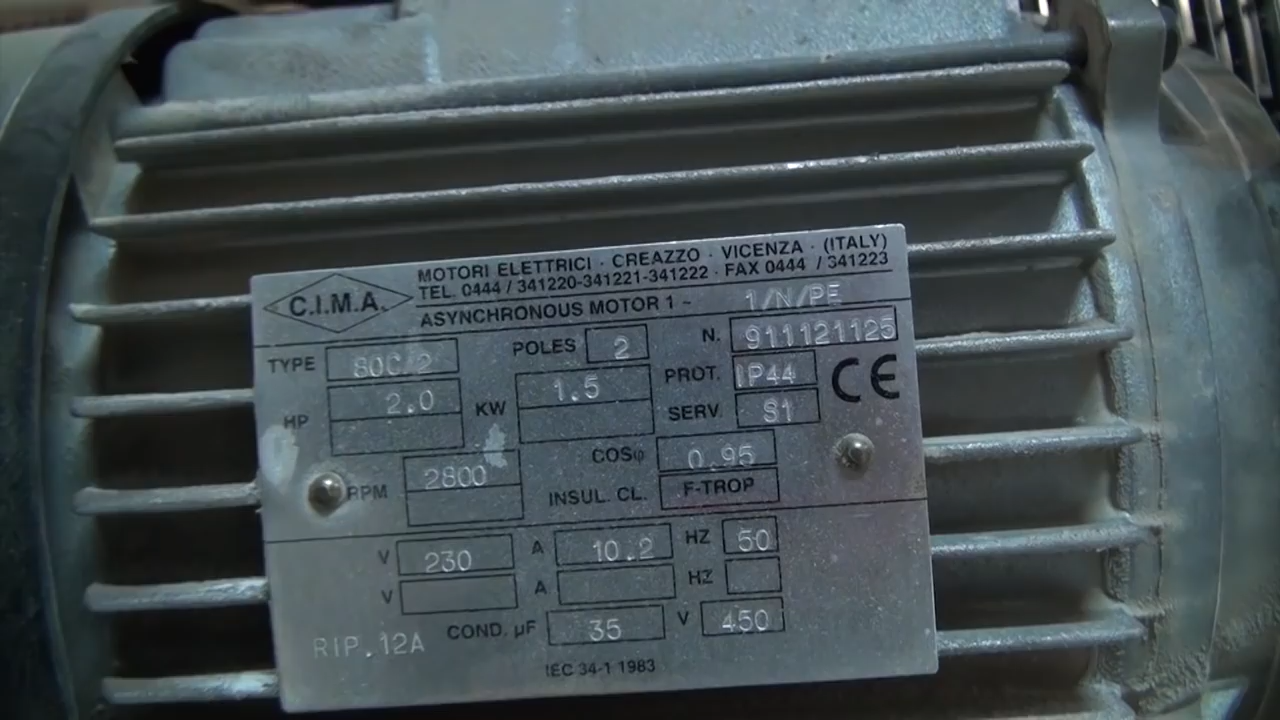 C.I.M.A.
MOTORI ELETTRICI · CREAZZO · VICENZA · (ITALY)
TEL. 0444 / 341220-341221-341222 · FAX 0444 / 341223
ASYNCHRONOUS MOTOR 1 ~ 1/N/PE
TYPE 80C/2 POLES 2 N. 911121125
HP 2.0 KW 1.5 PROT. IP44 CE
SERV. S1
RPM 2800 COSφ 0.95
INSUL. CL. F-TROP
V 230 A 10.2 HZ 50
V A HZ
RIP.12A COND. µF 35 V 450
IEC 34-1 1983